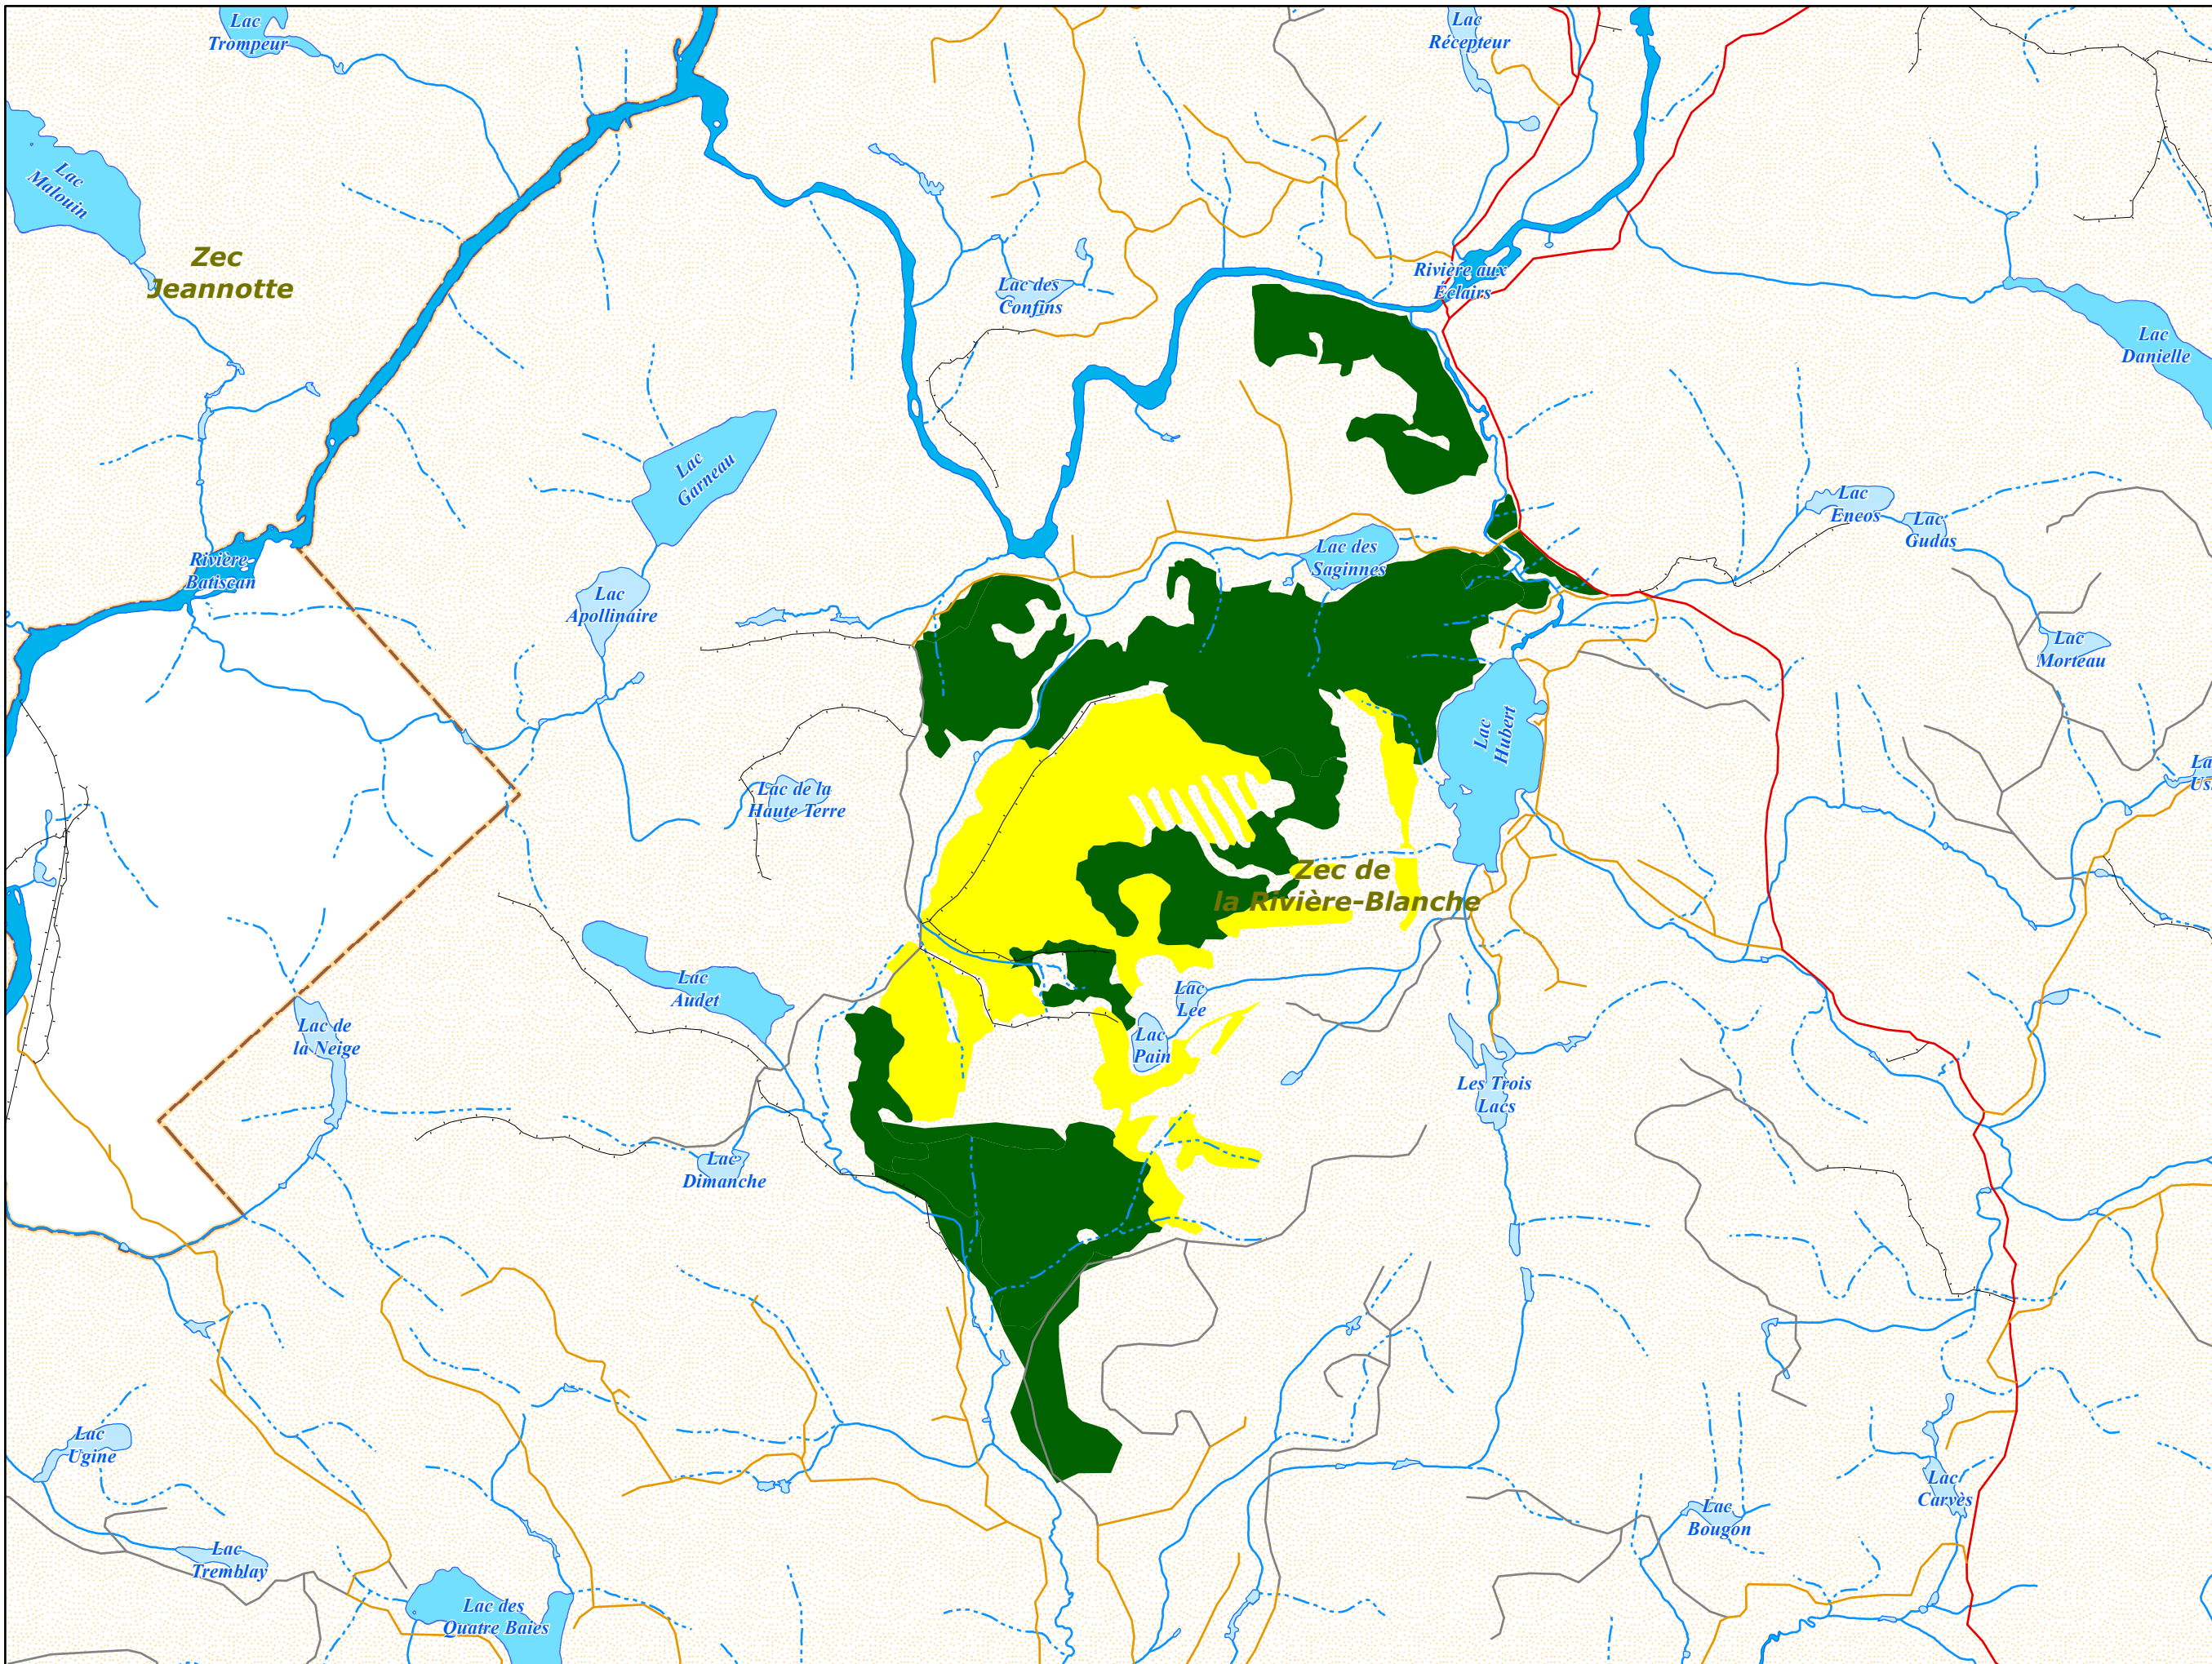 Lac
Trompeur
Lac
Récepteur
Lac
Malouin
Zec
Jeannotte
Rivière aux
Éclairs
Lac des
Confins
Lac
Danielle
Lac
Garneau
Lac
Eneos
Lac
Gudas
Rivière
Batiscan
Lac des
Saginnes
Lac
Apollinaire
Lac
Morteau
Lac
Hubert
Lac de la
Haute Terre
Zec de
la Rivière-Blanche
Lac
Audet
Lac
Lee
Lac de
la Neige
Lac
Pain
Les Trois
Lacs
Lac
Dimanche
Lac
Ugine
Lac
Carvès
Lac
Bougon
Lac
Tremblay
Lac des
Quatre Baies